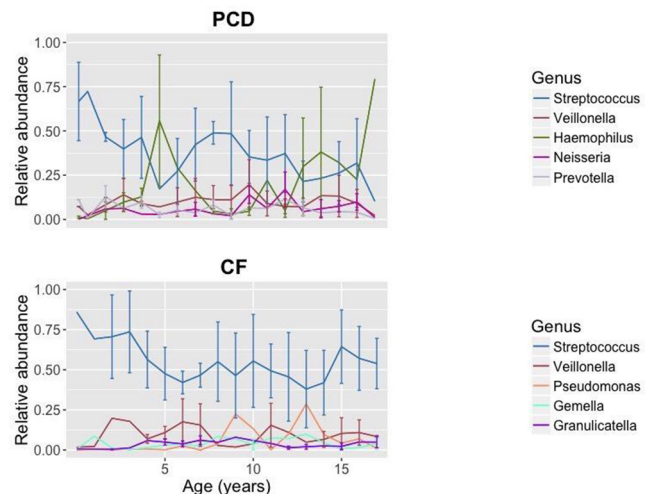 PCD
Relative abundance
1.00
0.75
0.50
0.25
0.00
Genus
Streptococcus
Veillonella
Haemophilus
Neisseria
Prevotella
CF
Relative abundance
1.00
0.75
0.50
0.25
0.00
5
10
15
Age (years)
Genus
Streptococcus
Veillonella
Pseudomonas
Gemella
Granulicatella